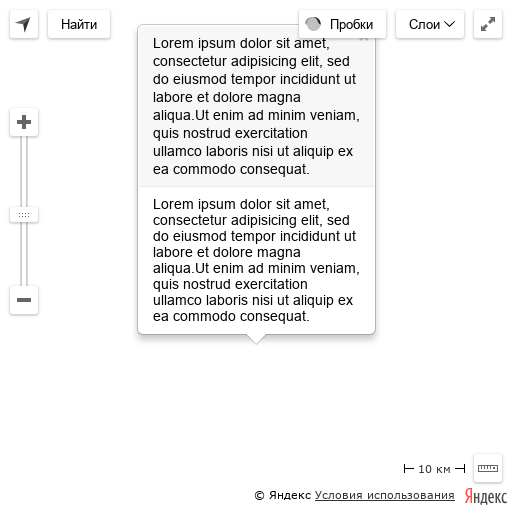 Найти
Пробки
Слои
Lorem ipsum dolor sit amet,
consectetur adipisicing elit, sed
do eiusmod tempor incididunt ut
labore et dolore magna
aliqua.Ut enim ad minim veniam,
quis nostrud exercitation
ullamco laboris nisi ut aliquip ex
ea commodo consequat.
Lorem ipsum dolor sit amet,
consectetur adipisicing elit, sed
do eiusmod tempor incididunt ut
labore et dolore magna
aliqua.Ut enim ad minim veniam,
quis nostrud exercitation
ullamco laboris nisi ut aliquip ex
ea commodo consequat.
10 км
© Яндекс Условия использования Яндекс